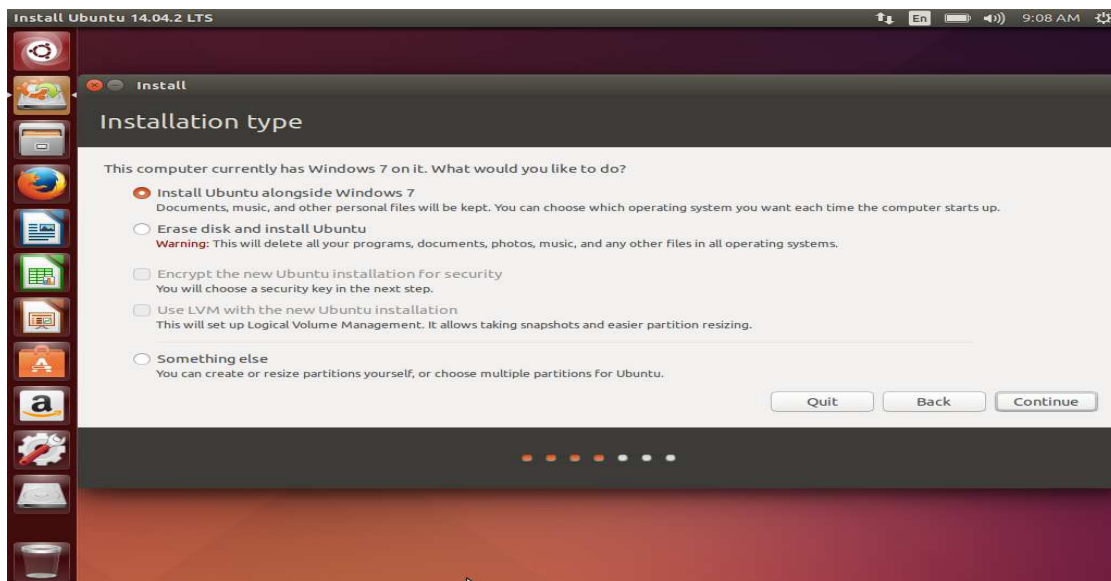 Install Ubuntu 14.04.2 LTS
En
9:08 AM
Install
Installation type
This computer currently has Windows 7 on it. What would you like to do?
Install Ubuntu alongside Windows 7
Documents, music, and other personal files will be kept. You can choose which operating system you want each time the computer starts up.
Erase disk and install Ubuntu
Warning: This will delete all your programs, documents, photos, music, and any other files in all operating systems.
Encrypt the new Ubuntu installation for security
You will choose a security key in the next step.
Use LVM with the new Ubuntu installation
This will set up Logical Volume Management. It allows taking snapshots and easier partition resizing.
Something else
You can create or resize partitions yourself, or choose multiple partitions for Ubuntu.
Quit
Back
Continue
a